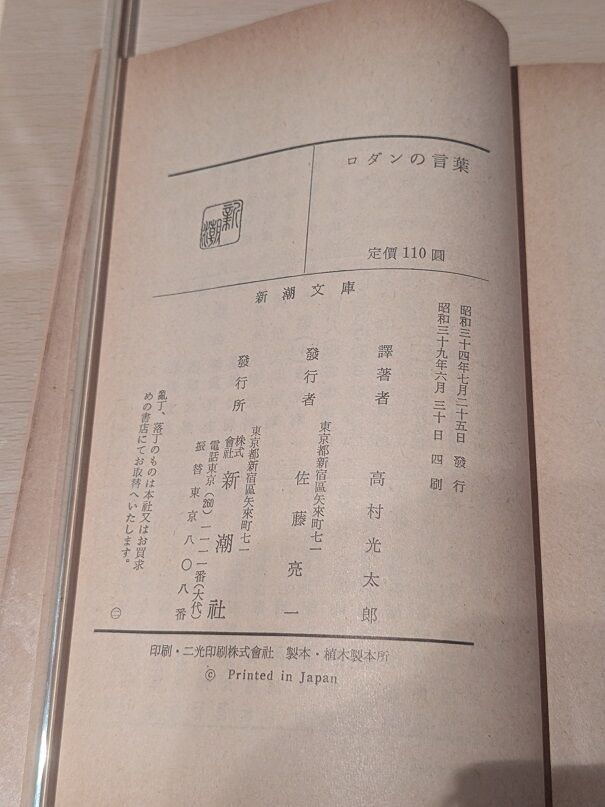 ロダンの言葉
定價 110 圓
新潮
新潮文庫
昭和三十四年七月二十五日 發行
昭和三十九年六月三十日 四刷
譯著者 高村光太郎
東京都新宿區矢來町七一
發行者 佐藤亮一
東京都新宿區矢來町七一
發行所 株式會社 新潮社
電話東京(260)一一一一番(大代)
振替東京八〇八番
亂丁、落丁のものは本社又はお買求
めの書店にてお取替へいたします。
㊁
印刷・二光印刷株式會社 製本・植木製本所
© Printed in Japan